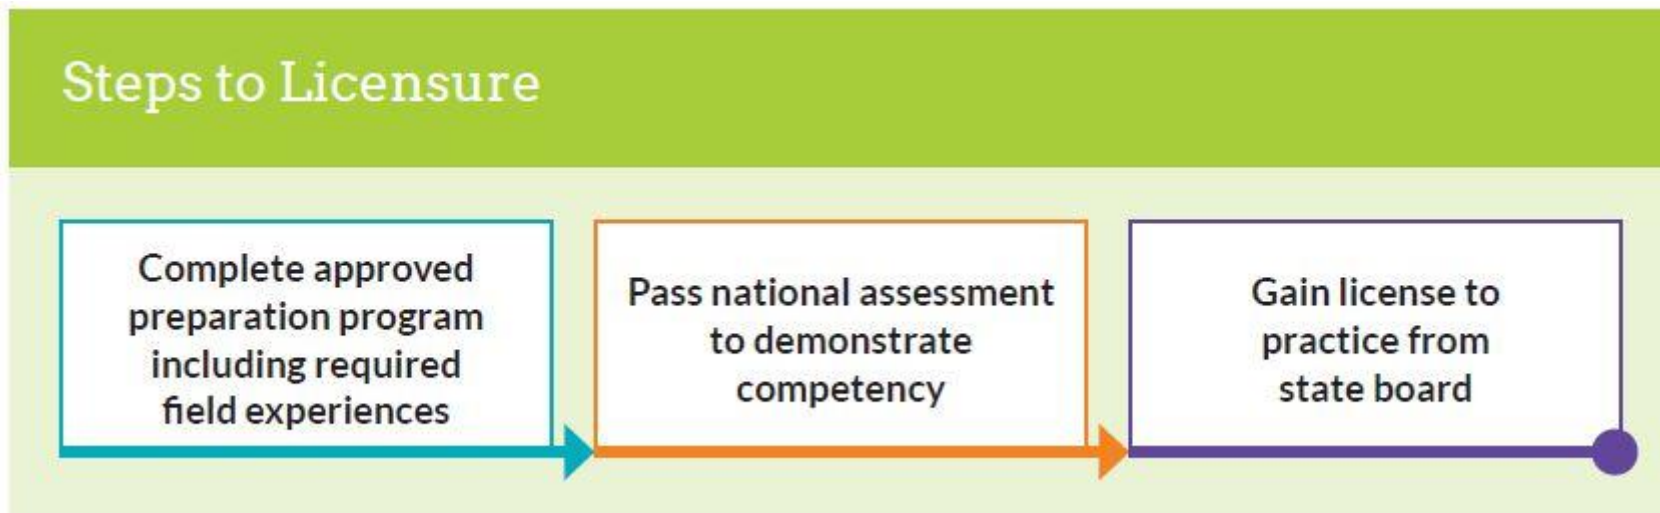 Steps to Licensure
Complete approved
preparation program
including required
field experiences
Pass national assessment
to demonstrate
competency
Gain license to
practice from
state board